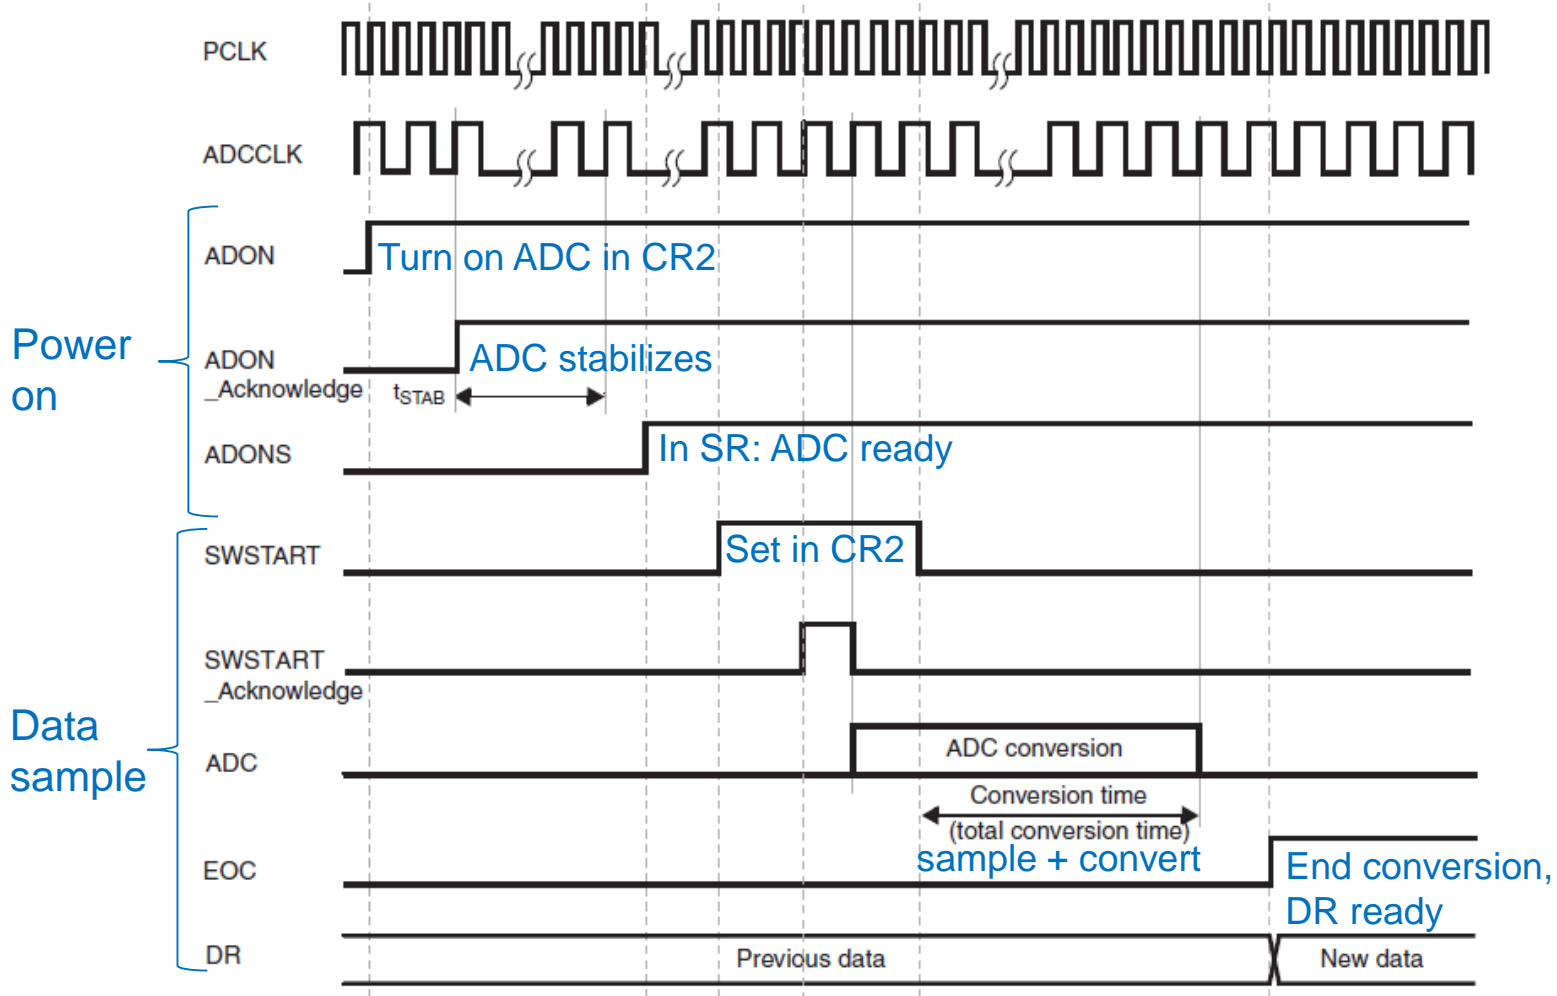 PCLK
ADCCLK
Power
on
ADON
Turn on ADC in CR2
ADON
_Acknowledge
ADC stabilizes
tSTAB
ADONS
In SR: ADC ready
Data
sample
SWSTART
Set in CR2
SWSTART
_Acknowledge
ADC
ADC conversion
Conversion time
(total conversion time)
sample + convert
EOC
End conversion,
DR ready
DR
Previous data
New data